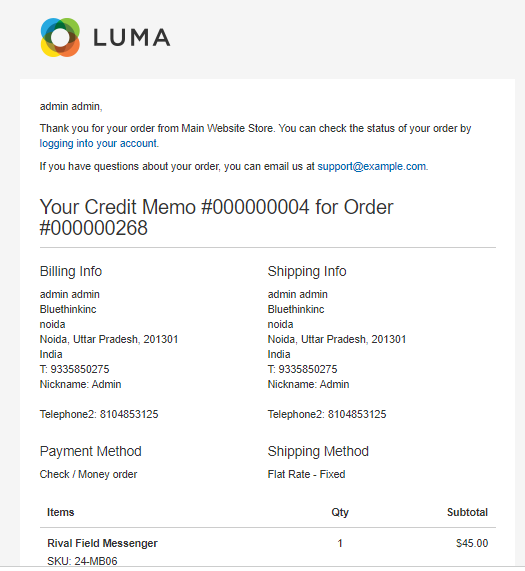 LUMA
admin admin,
Thank you for your order from Main Website Store. You can check the status of your order by
logging into your account.
If you have questions about your order, you can email us at support@example.com.
Your Credit Memo #000000004 for Order
#000000268
Billing Info
admin admin
Bluethinkinc
noida
Noida, Uttar Pradesh, 201301
India
T: 9335850275
Nickname: Admin
Telephone2: 8104853125
Shipping Info
admin admin
Bluethinkinc
noida
Noida, Uttar Pradesh, 201301
India
T: 9335850275
Nickname: Admin
Telephone2: 8104853125
Payment Method
Check / Money order
Shipping Method
Flat Rate - Fixed
Items Qty Subtotal
Rival Field Messenger 1 $45.00
SKU: 24-MB06